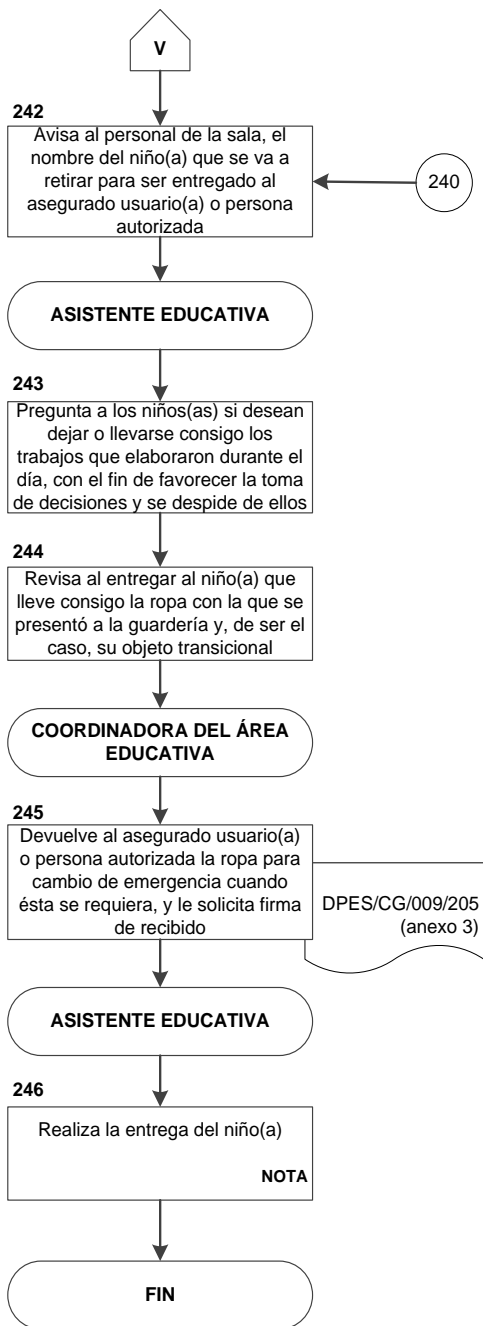 V
242
Avisa al personal de la sala, el
nombre del niño(a) que se va a
retirar para ser entregado al
asegurado usuario(a) o persona
autorizada
240
ASISTENTE EDUCATIVA
243
Pregunta a los niños(as) si desean
dejar o llevarse consigo los
trabajos que elaboraron durante el
día, con el fin de favorecer la toma
de decisiones y se despide de ellos
244
Revisa al entregar al niño(a) que
lleve consigo la ropa con la que se
presentó a la guardería y, de ser el
caso, su objeto transicional
COORDINADORA DEL ÁREA
EDUCATIVA
245
Devuelve al asegurado usuario(a)
o persona autorizada la ropa para
cambio de emergencia cuando
ésta se requiera, y le solicita firma
de recibido
DPES/CG/009/205
(anexo 3)
ASISTENTE EDUCATIVA
246
Realiza la entrega del niño(a)
NOTA
FIN